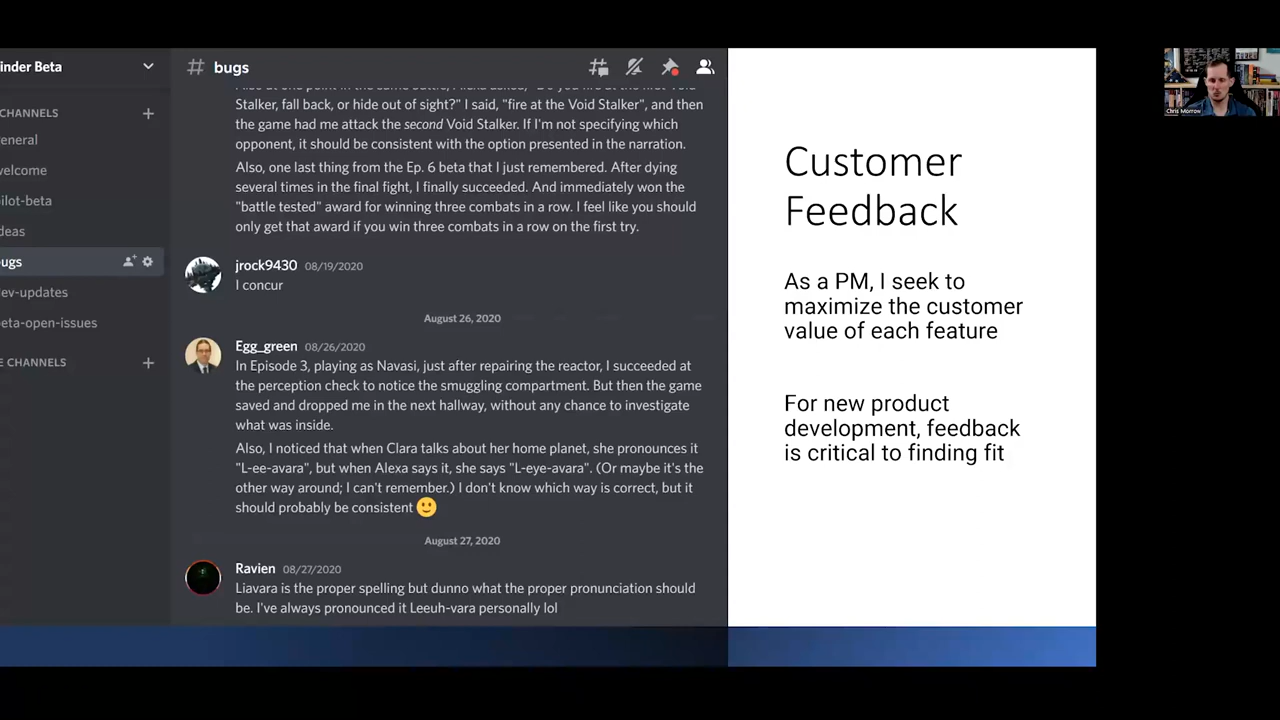 inder Beta
# bugs
CHANNELS
eneral
elcome
pilot-beta
deas
ugs
ev-updates
eta-open-issues
E CHANNELS
Stalker, fall back, or hide out of sight?" I said, "fire at the Void Stalker", and then
the game had me attack the second Void Stalker. If I'm not specifying which
opponent, it should be consistent with the option presented in the narration.
Also, one last thing from the Ep. 6 beta that I just remembered. After dying
several times in the final fight, I finally succeeded. And immediately won the
"battle tested" award for winning three combats in a row. I feel like you should
only get that award if you win three combats in a row on the first try.
jrock9430 08/19/2020
I concur
August 26, 2020
Egg_green 08/26/2020
In Episode 3, playing as Navasi, just after repairing the reactor, I succeeded at
the perception check to notice the smuggling compartment. But then the game
saved and dropped me in the next hallway, without any chance to investigate
what was inside.
Also, I noticed that when Clara talks about her home planet, she pronounces it
"L-ee-avara", but when Alexa says it, she says "L-eye-avara". (Or maybe it's the
other way around; I can't remember.) I don't know which way is correct, but it
should probably be consistent 🙂
August 27, 2020
Ravien 08/27/2020
Liavara is the proper spelling but dunno what the proper pronunciation should
be. I've always pronounced it Leeuh-vara personally lol
Customer
Feedback
As a PM, I seek to
maximize the customer
value of each feature
For new product
development, feedback
is critical to finding fit
Chris Morrow